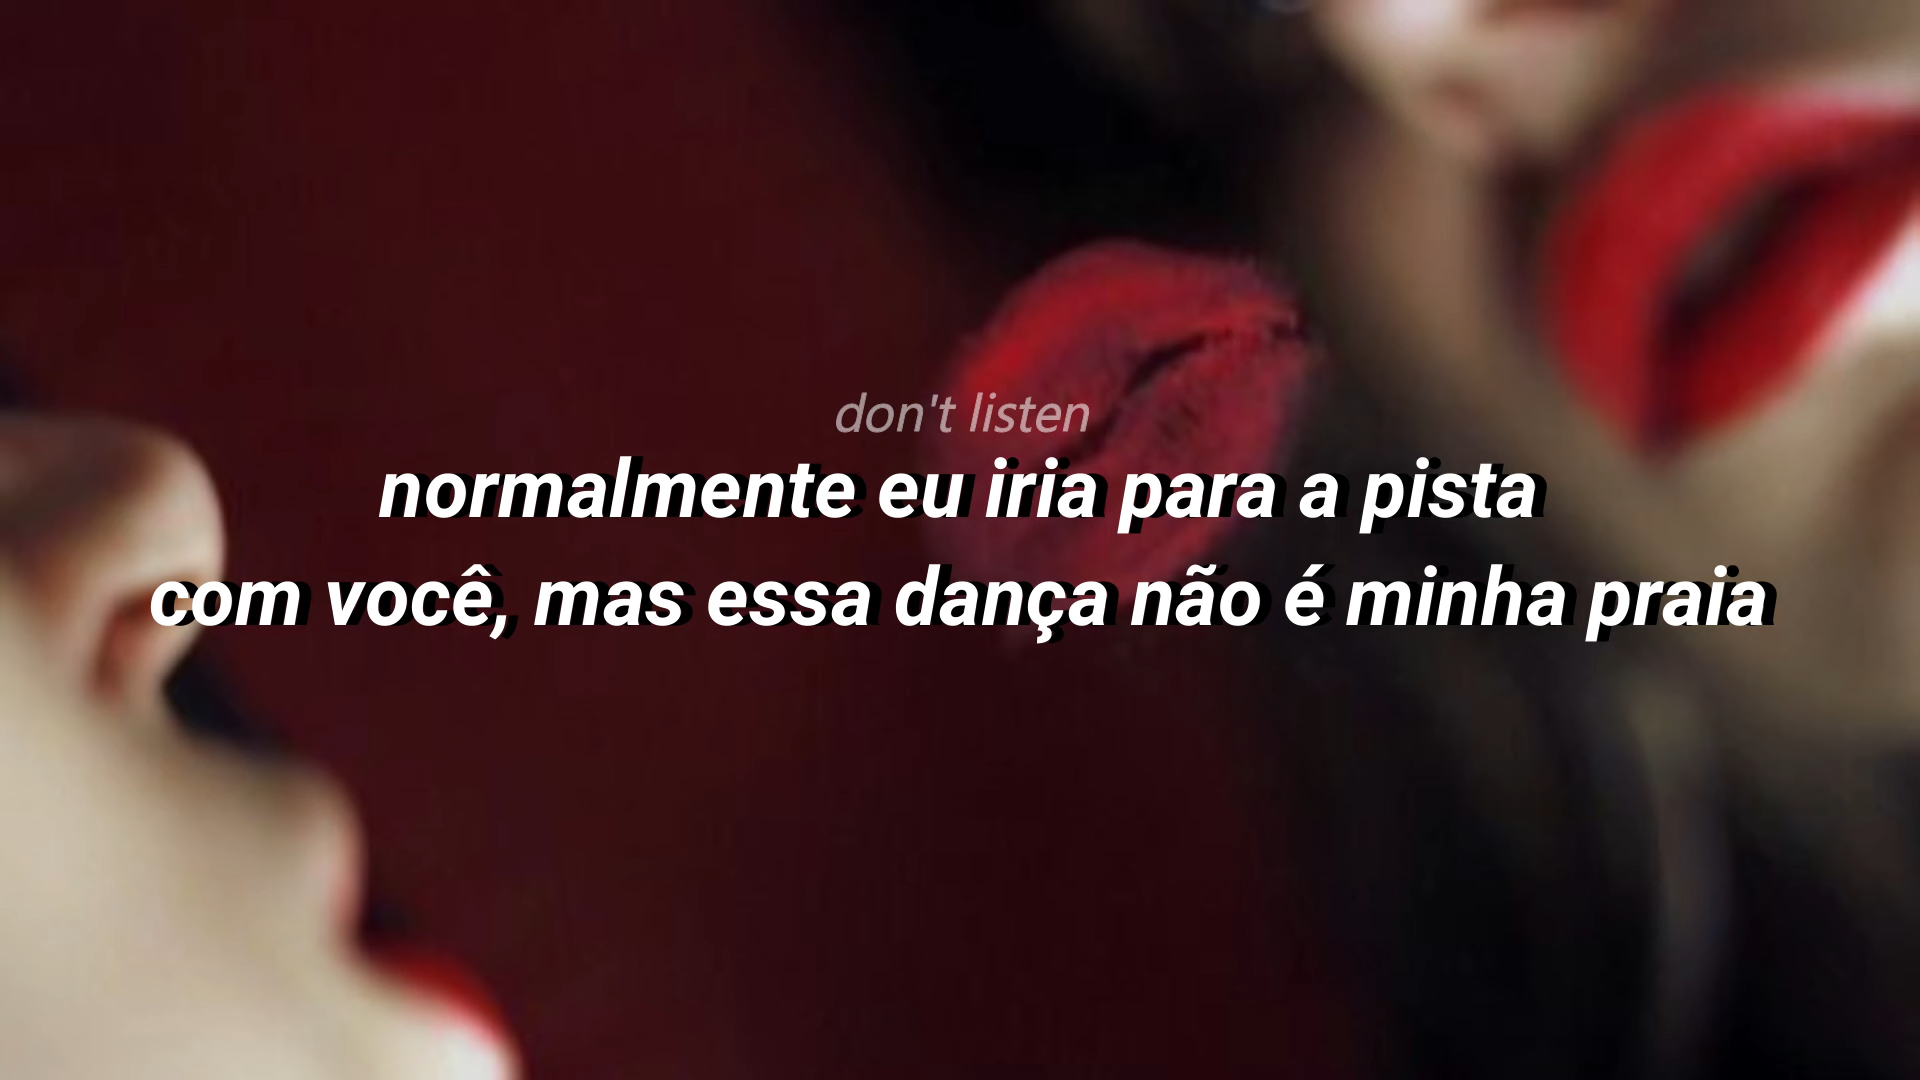 don't listen
normalmente eu iria para a pista
com você, mas essa dança não é minha praia